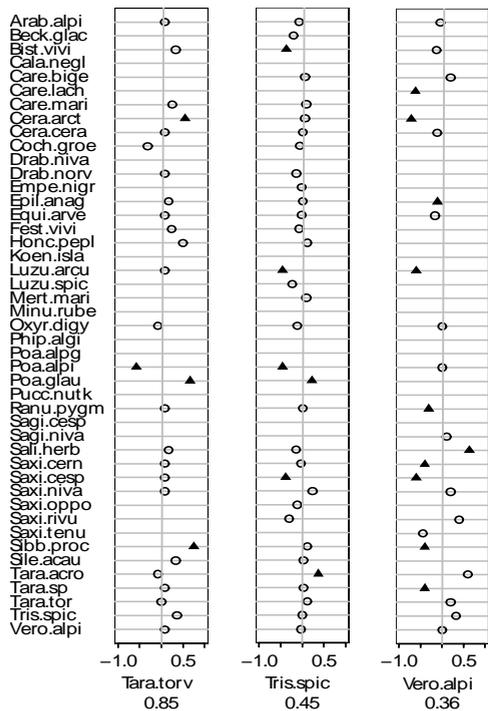 Arab.alpi
Beck.glac
Bist.vivi
Cala.negl
Care.bige
Care.lach
Care.mari
Cera.arct
Cera.cera
Coch.groe
Drab.niva
Drab.norv
Empe.nigr
Epil.anag
Equi.arve
Fest.vivi
Honc.pepl
Koen.isla
Luzu.arcu
Luzu.spic
Mert.mari
Minu.rube
Oxyr.digy
Phip.algi
Poa.alpg
Poa.alpi
Poa.glau
Pucc.nutk
Ranu.pygm
Sagi.cesp
Sagi.niva
Sali.herb
Saxi.cern
Saxi.cesp
Saxi.niva
Saxi.oppo
Saxi.rivu
Saxi.tenu
Sibb.proc
Sile.acau
Tara.acro
Tara.sp
Tara.tor
Tris.spic
Vero.alpi
−1.0 0.5 −1.0 0.5 −1.0 0.5
Tara.torv Tris.spic Vero.alpi
0.85 0.45 0.36